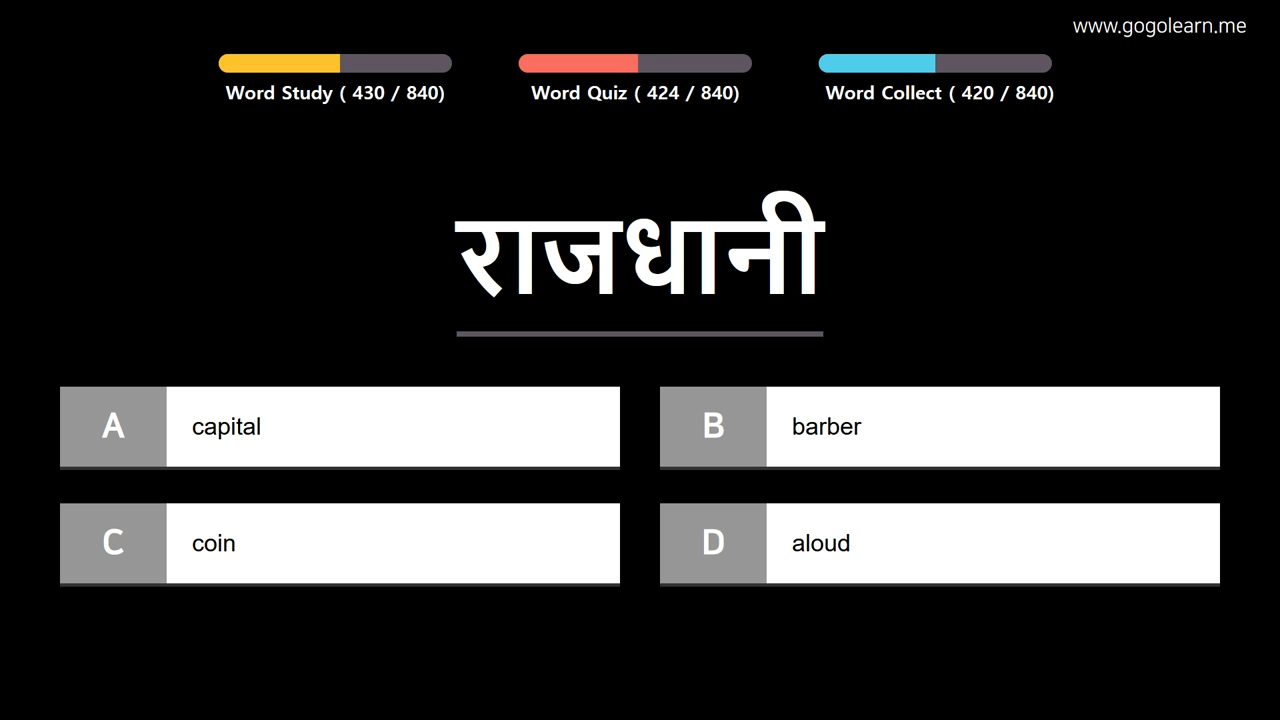 www.gogolearn.me
Word Study ( 430 / 840)
Word Quiz ( 424 / 840)
Word Collect ( 420 / 840)
राजधानी
A capital
B barber
C coin
D aloud